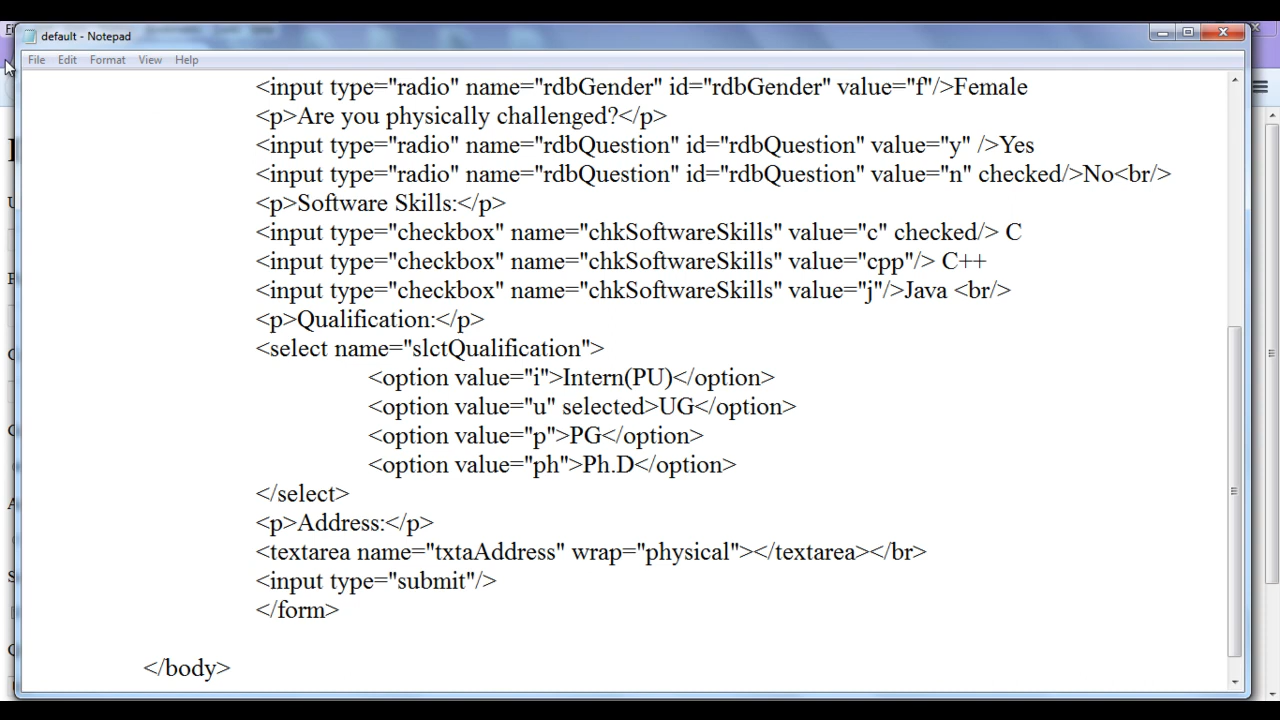 default - Notepad
File Edit Format View Help
<input type="radio" name="rdbGender" id="rdbGender" value="f"/>Female
<p>Are you physically challenged?</p>
<input type="radio" name="rdbQuestion" id="rdbQuestion" value="y" />Yes
<input type="radio" name="rdbQuestion" id="rdbQuestion" value="n" checked/>No<br/>
<p>Software Skills:</p>
<input type="checkbox" name="chkSoftwareSkills" value="c" checked/> C
<input type="checkbox" name="chkSoftwareSkills" value="cpp"/> C++
<input type="checkbox" name="chkSoftwareSkills" value="j"/>Java <br/>
<p>Qualification:</p>
<select name="slctQualification">
<option value="i">Intern(PU)</option>
<option value="u" selected>UG</option>
<option value="p">PG</option>
<option value="ph">Ph.D</option>
</select>
<p>Address:</p>
<textarea name="txtaAddress" wrap="physical"></textarea></br>
<input type="submit"/>
</form>
</body>